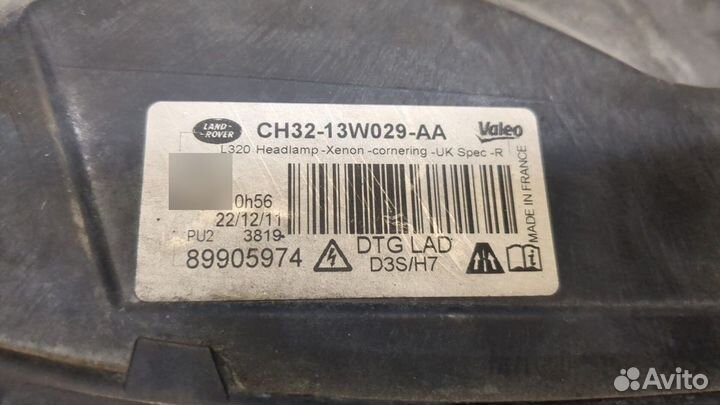 LAND-
ROVER
CH32-13W029-AA
Valeo
L320 Headlamp -Xenon -cornering -UK Spec -R
0h56
22/12/11
PU2 3819-
89905974
DTG LAD
D3S/H7
MADE IN FRANCE
Avito